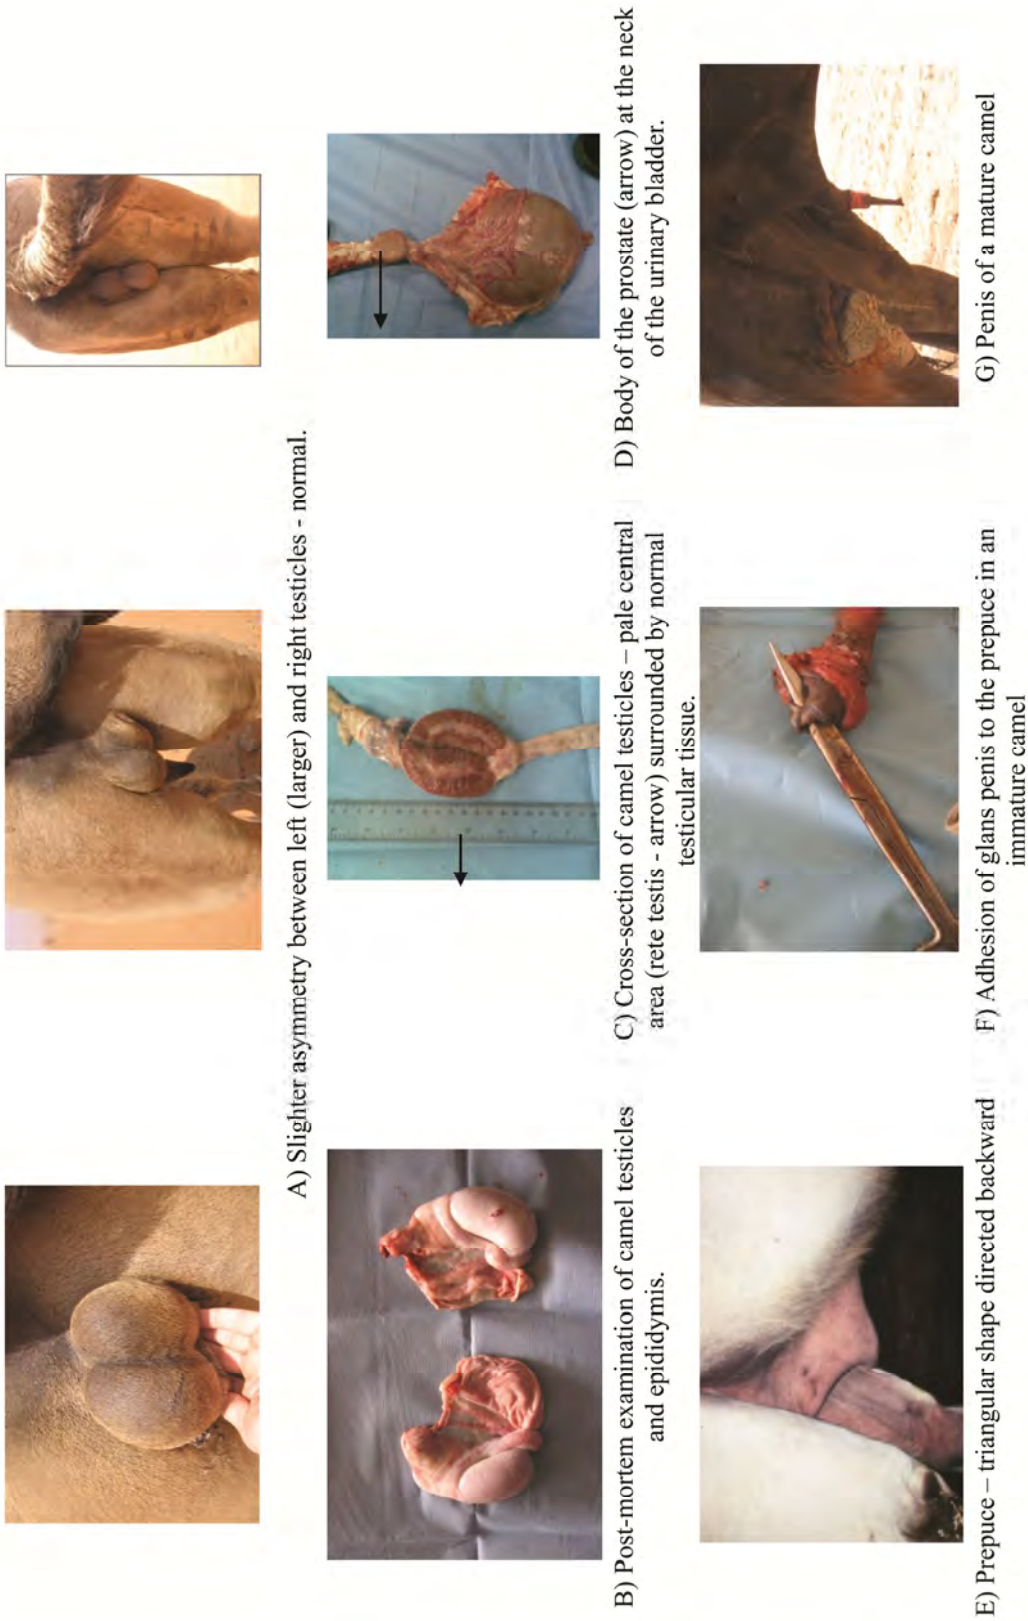 A) Slighter asymmetry between left (larger) and right testicles - normal.
B) Post-mortem examination of camel testicles
and epididymis.
C) Cross-section of camel testicles – pale central
area (rete testis - arrow) surrounded by normal
testicular tissue.
D) Body of the prostate (arrow) at the neck
of the urinary bladder.
E) Prepuce – triangular shape directed backward
F) Adhesion of glans penis to the prepuce in an
immature camel
G) Penis of a mature camel